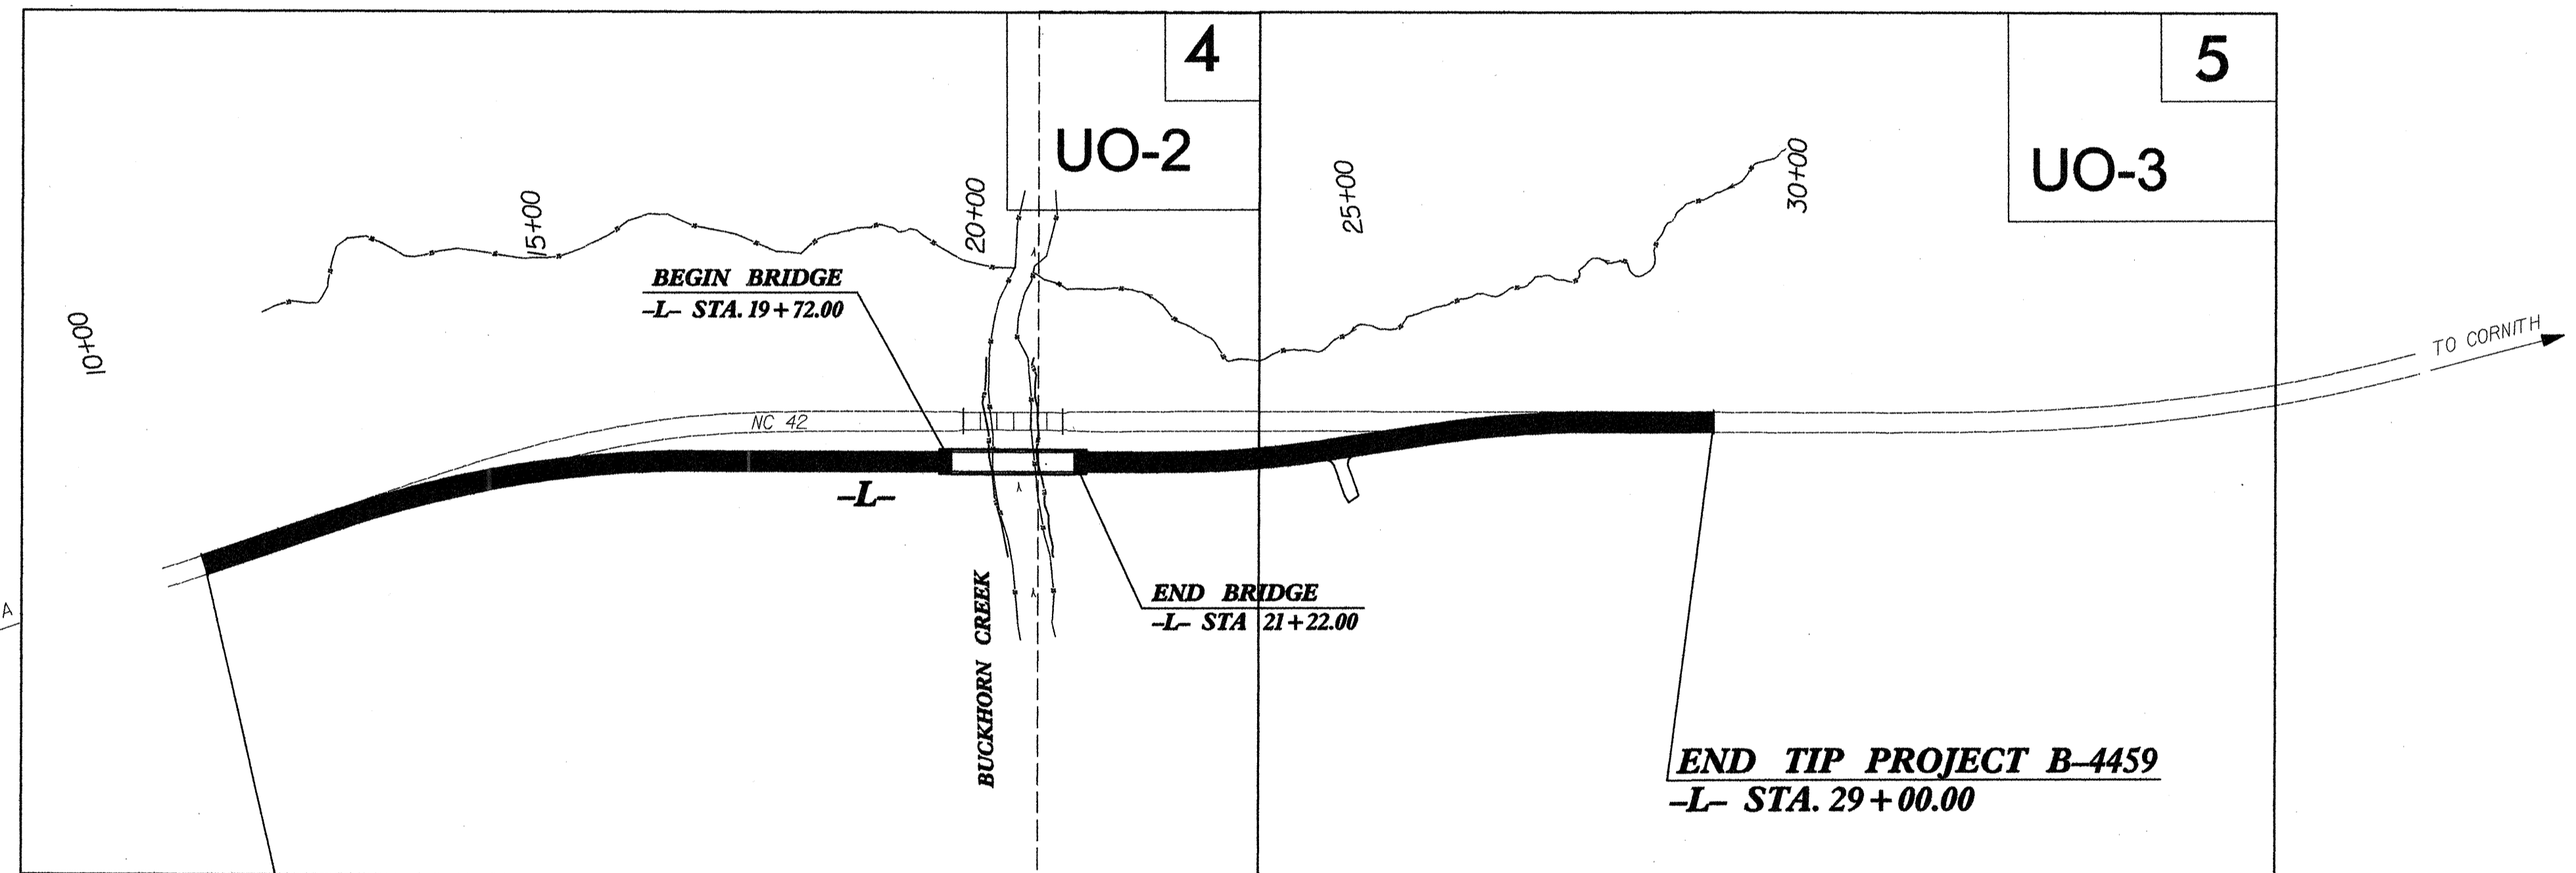 4
UO-2
5
UO-3
10+00
15+00
20+00
25+00
30+00
BEGIN BRIDGE
-L- STA. 19+72.00
NC 42
-L-
TO CORNITH
A
BUCKHORN CREEK
END BRIDGE
-L- STA 21+22.00
END TIP PROJECT B-4459
-L- STA. 29+00.00